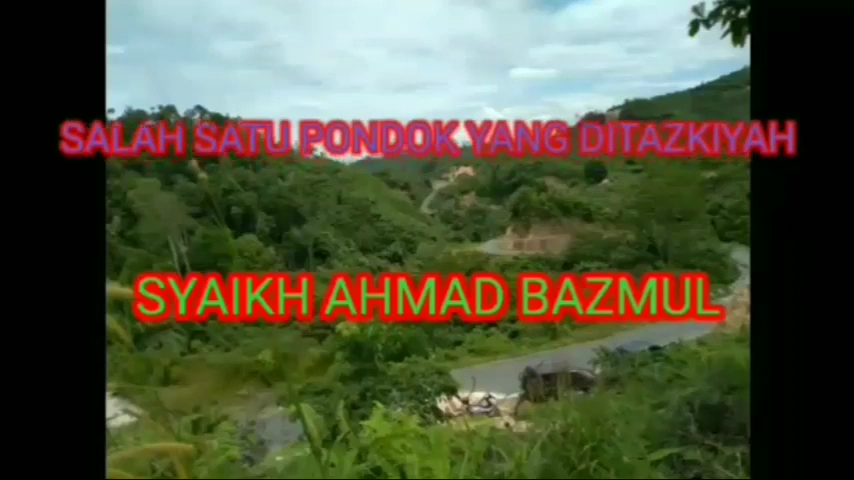 SALAH SATU PONDOK YANG DITAZKIYAH
SYAIKH AHMAD BAZMUL